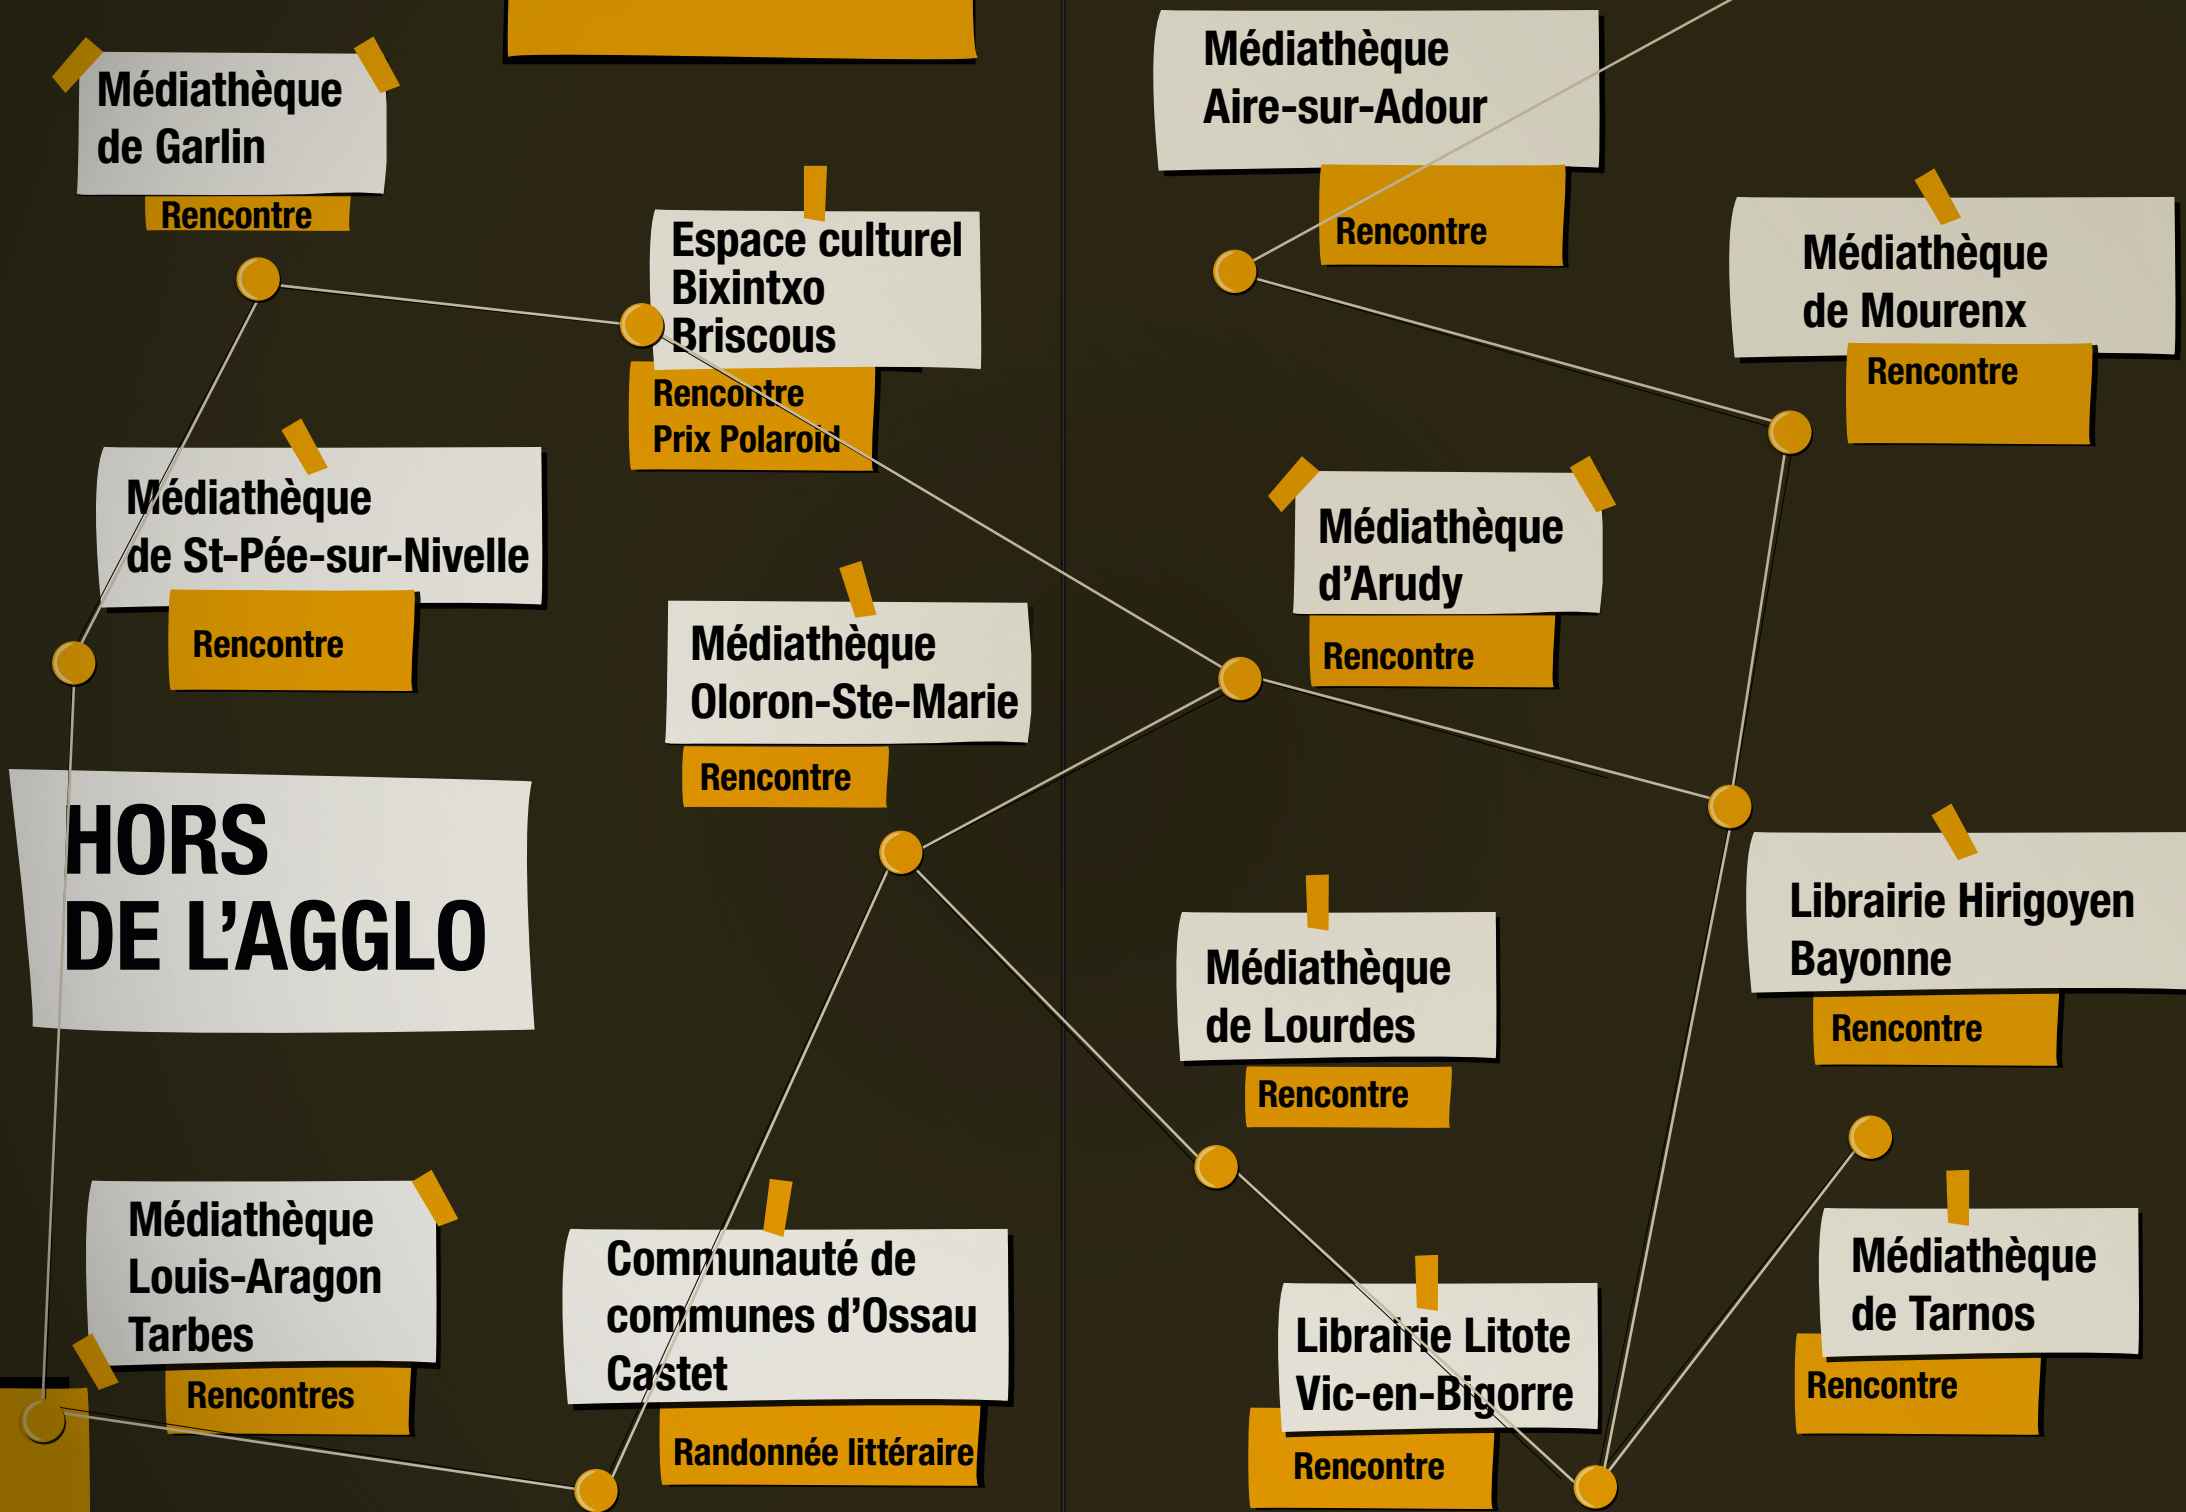 Médiathèque
de Garlin
Rencontre
Espace culturel
Bixintxo
Briscous
Rencontre
Prix Polaroid
Médiathèque
de St-Pée-sur-Nivelle
Rencontre
Médiathèque
Oloron-Ste-Marie
Rencontre
HORS
DE L'AGGLO
Médiathèque
Louis-Aragon
Tarbes
Rencontres
Communauté de
communes d'Ossau
Castet
Randonnée littéraire
Médiathèque
Aire-sur-Adour
Rencontre
Médiathèque
de Mourenx
Rencontre
Médiathèque
d'Arudy
Rencontre
Médiathèque
de Lourdes
Rencontre
Librairie Hirigoyen
Bayonne
Rencontre
Librairie Litote
Vic-en-Bigorre
Rencontre
Médiathèque
de Tarnos
Rencontre